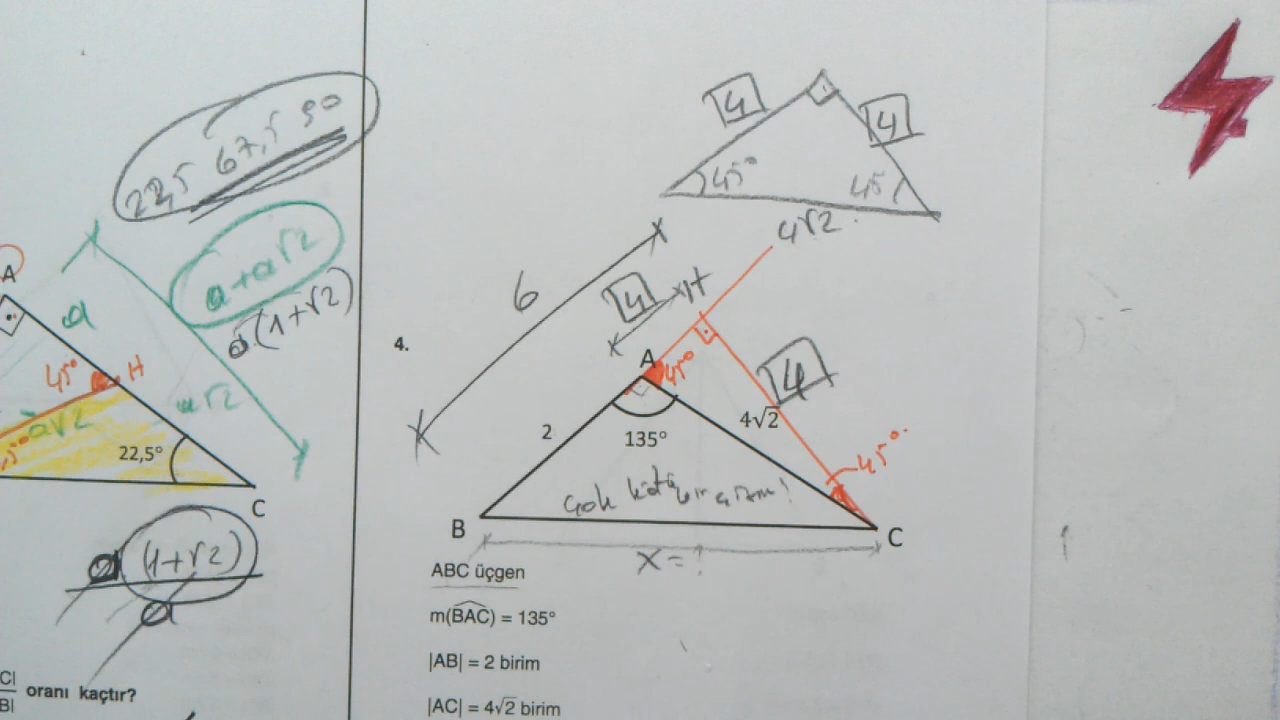 22,5 67,5 90
A
a
a+a√2
a(1+√2)
45°
H
a√2
a√2
,5°
22,5°
C
a(1+√2)
a
|C|
|B|
oranı kaçtır?
4
4
45°
45
4√2
6
4
H
4.
A
45°
4
2
135°
4√2
45°
Çok kötü bir çizim!
B
C
x=?
ABC üçgen
m(BAC) = 135°
|AB| = 2 birim
|AC| = 4√2 birim